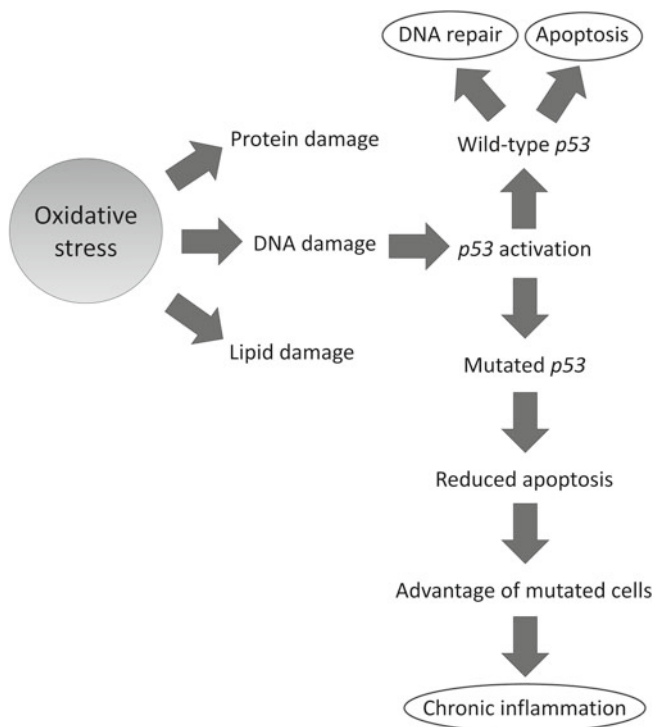 DNA repair
Apoptosis
Protein damage
Wild-type p53
Oxidative
stress
DNA damage
p53 activation
Lipid damage
Mutated p53
Reduced apoptosis
Advantage of mutated cells
Chronic inflammation